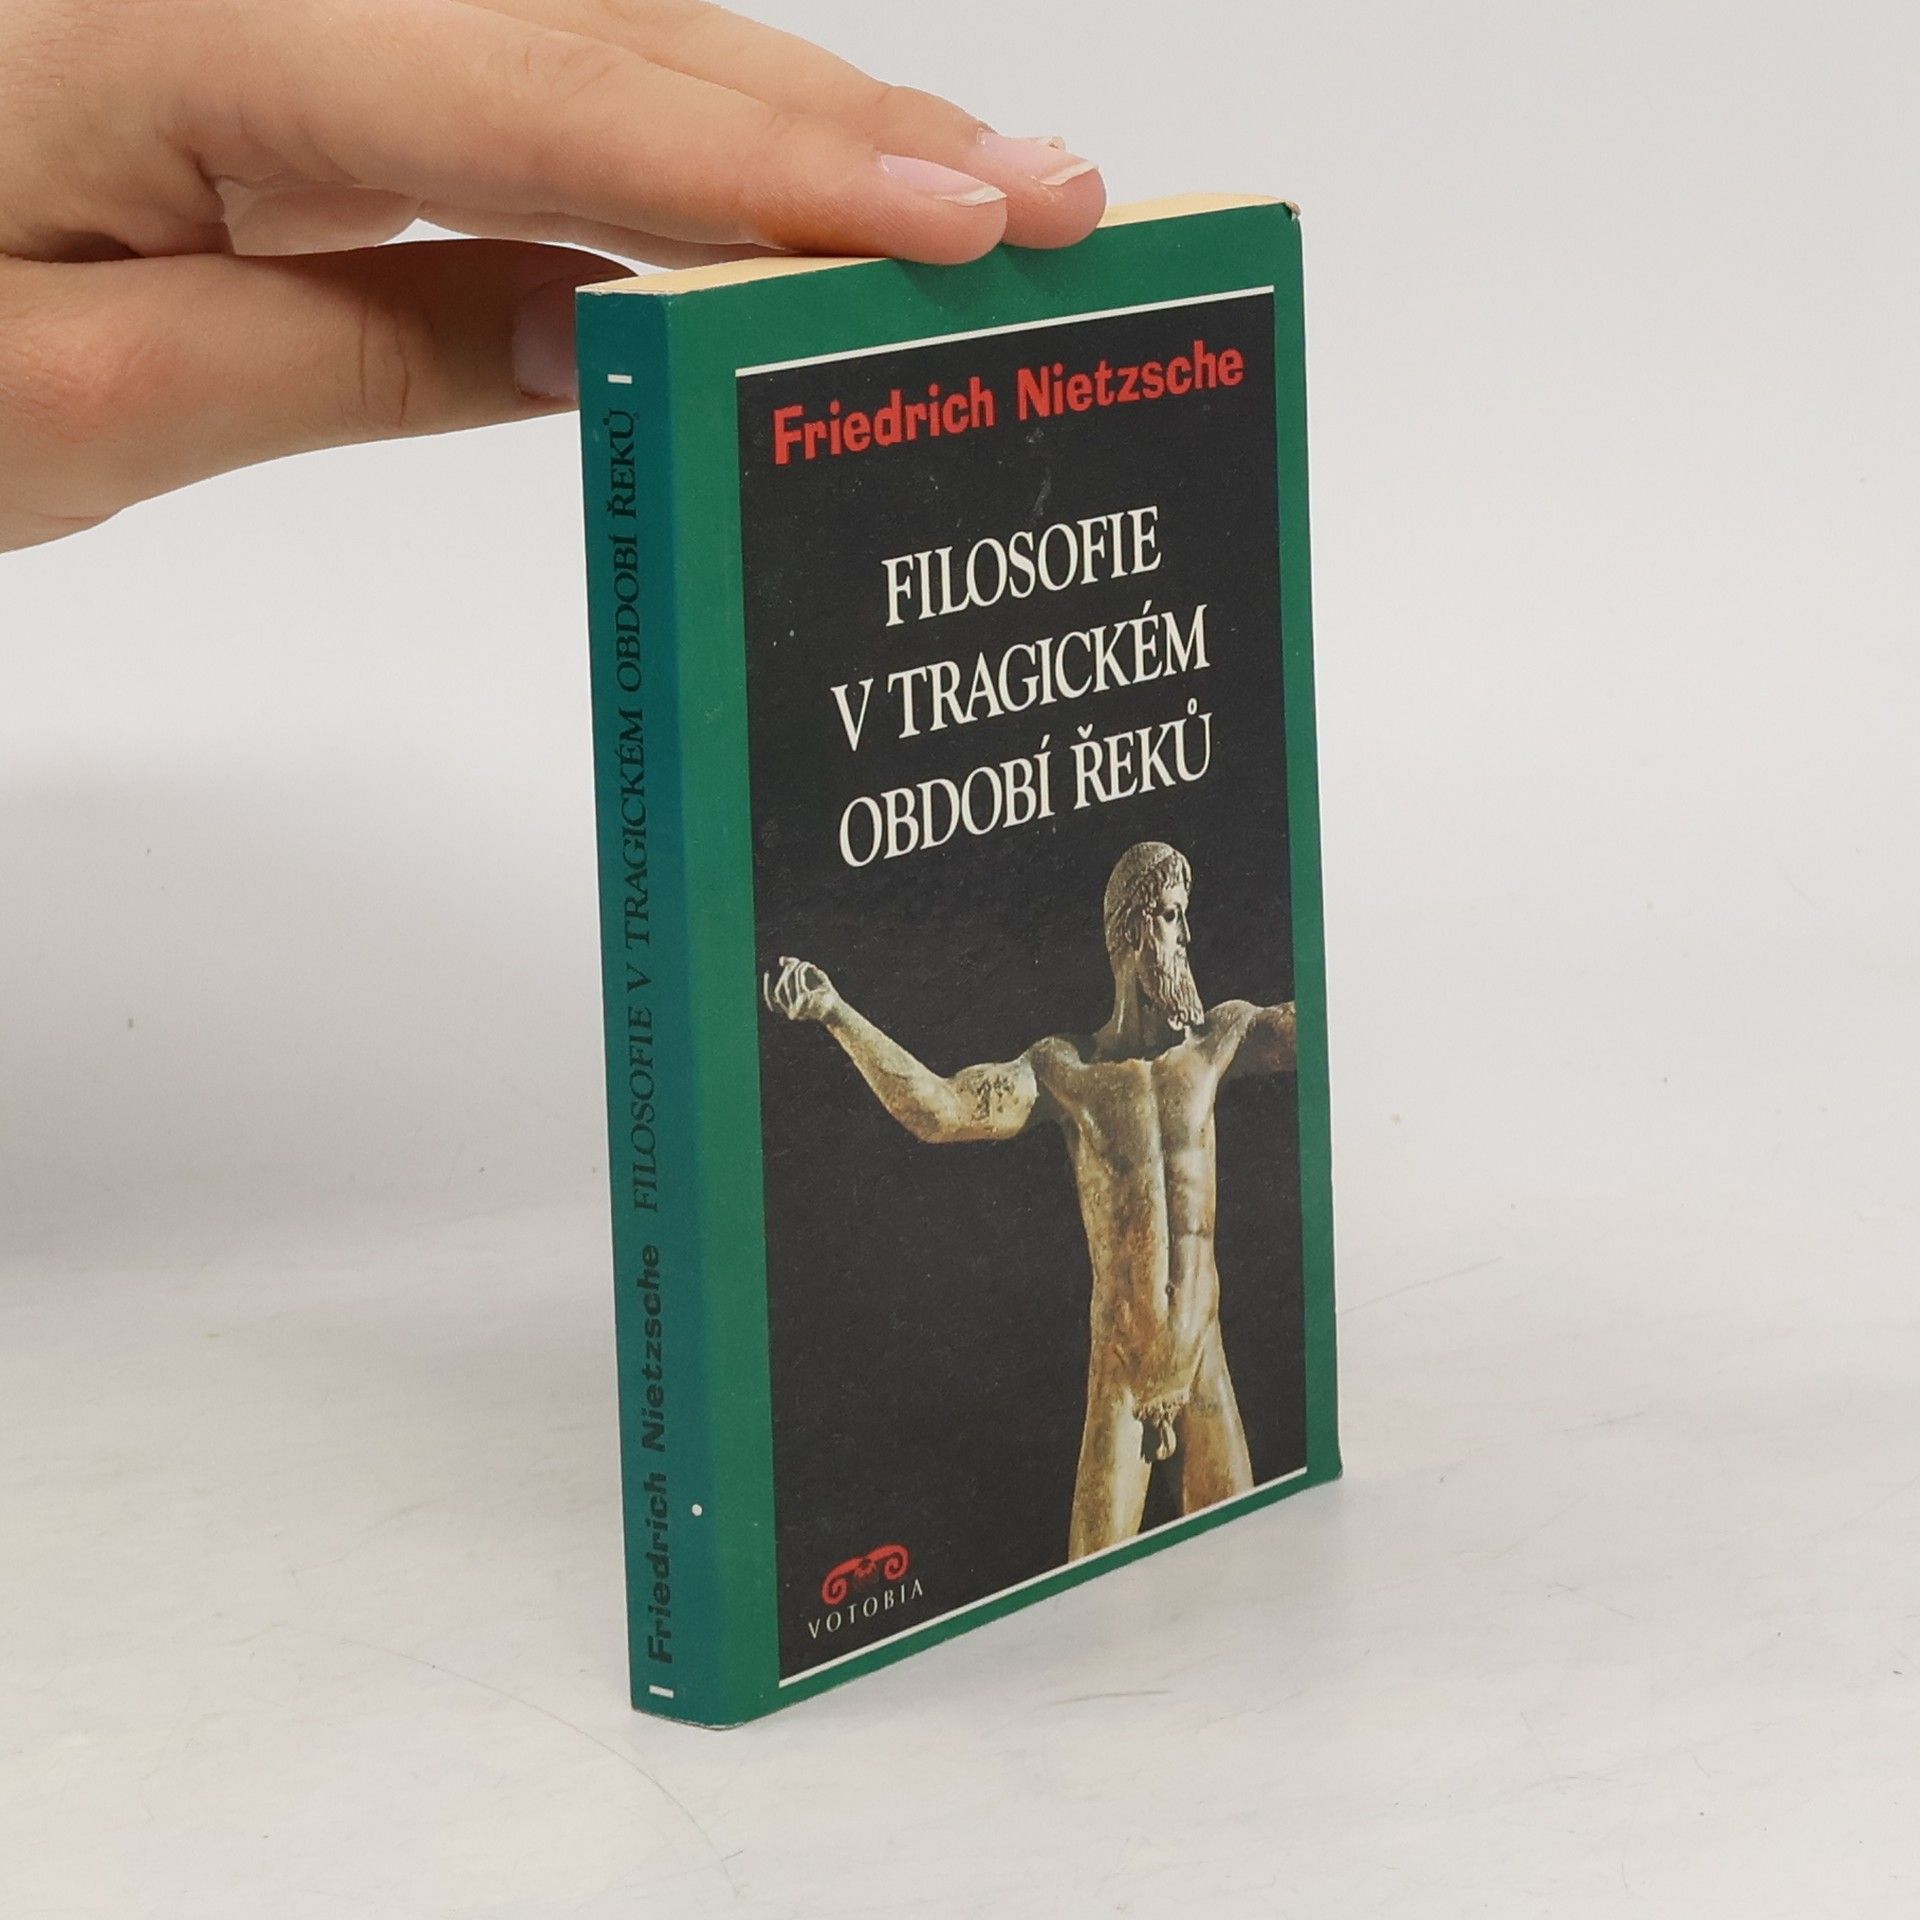 Friedrich Nietzsche
FILOSOFIE
V TRAGICKÉM
OBDOBÍ ŘEKŮ
VOTOBIA
Friedrich Nietzsche FILOSOFIE V TRAGICKÉM OBDOBÍ ŘEKŮ